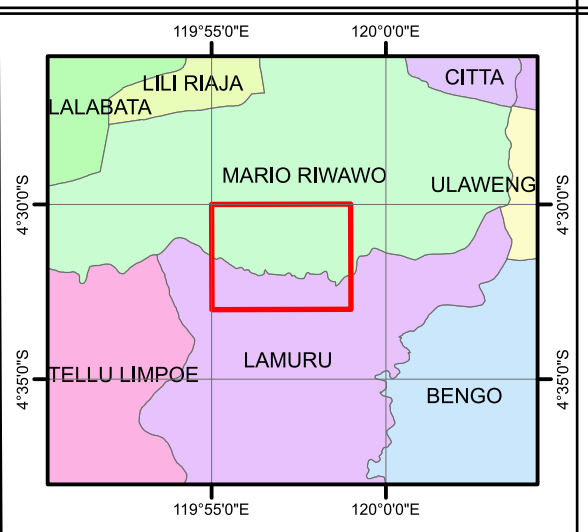 119°55'0"E 120°0'0"E
CITTA
LILI RIAJA
LALABATA
MARIO RIWAWO
ULAWENG
4°30'0"S 4°30'0"S
LAMURU
TELLU LIMPOE
4°35'0"S 4°35'0"S
BENGO
119°55'0"E 120°0'0"E